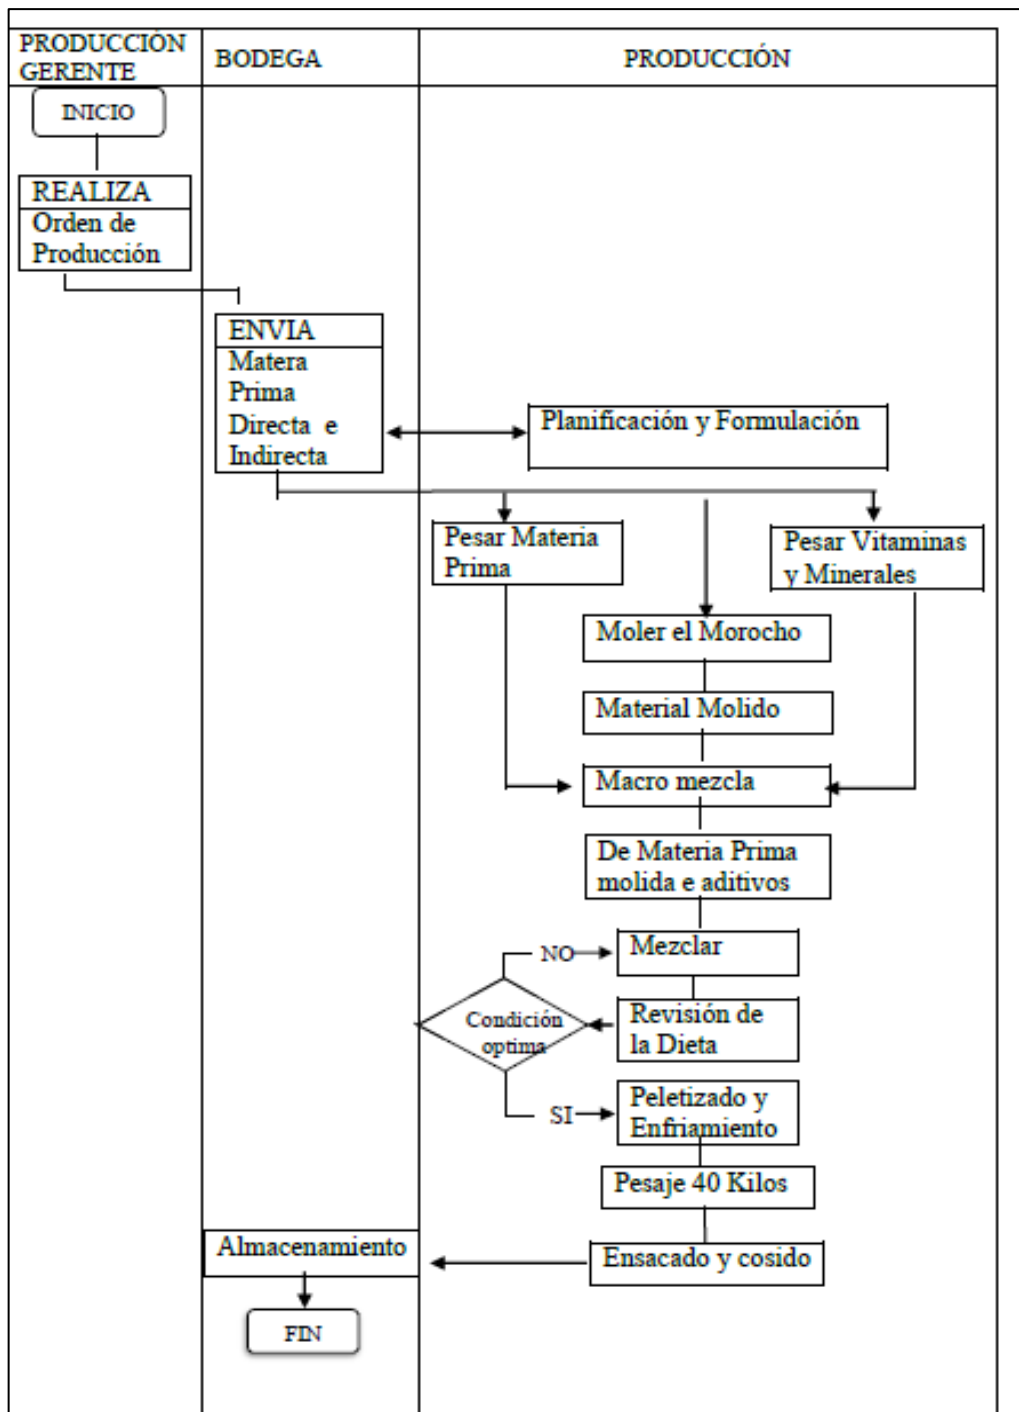 PRODUCCIÓN
GERENTE
BODEGA
PRODUCCIÓN
INICIO
REALIZA
Orden de
Producción
ENVIA
Matera
Prima
Directa e
Indirecta
Planificación y Formulación
Pesar Materia
Prima
Pesar Vitaminas
y Minerales
Moler el Morocho
Material Molido
Macro mezcla
De Materia Prima
molida e aditivos
NO
Mezclar
Condición
optima
Revisión de
la Dieta
SI
Peletizado y
Enfriamiento
Pesaje 40 Kilos
Almacenamiento
Ensacado y cosido
FIN